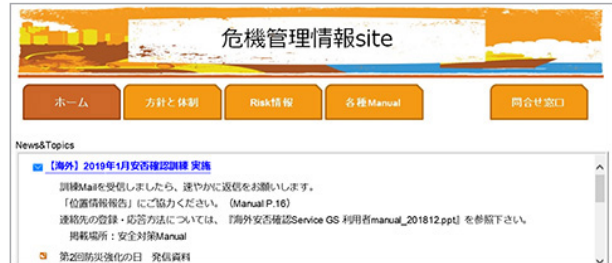 危機管理情報site
ホーム 方針と体制 Risk情報 各種Manual 問合せ窓口
News&Topics
【海外】2019年1月安否確認訓練 実施
訓練Mailを受信しましたら、速やかに返信をお願いします。
「位置情報報告」にご協力ください。（Manual P.16）
連絡先の登録・応答方法については、『海外安否確認Service GS 利用者manual_201812.ppt』を参照下さい。
掲載場所：安全対策Manual
第2回防災強化の日 発信資料